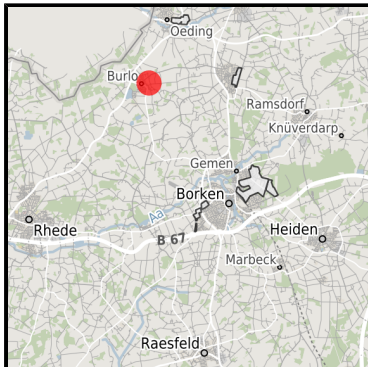 Oeding
Burlo
Ramsdorf
Knüverdarp
Gemen
Borken
Aa
Rhede
B 67
Heiden
Marbeck
Raesfeld